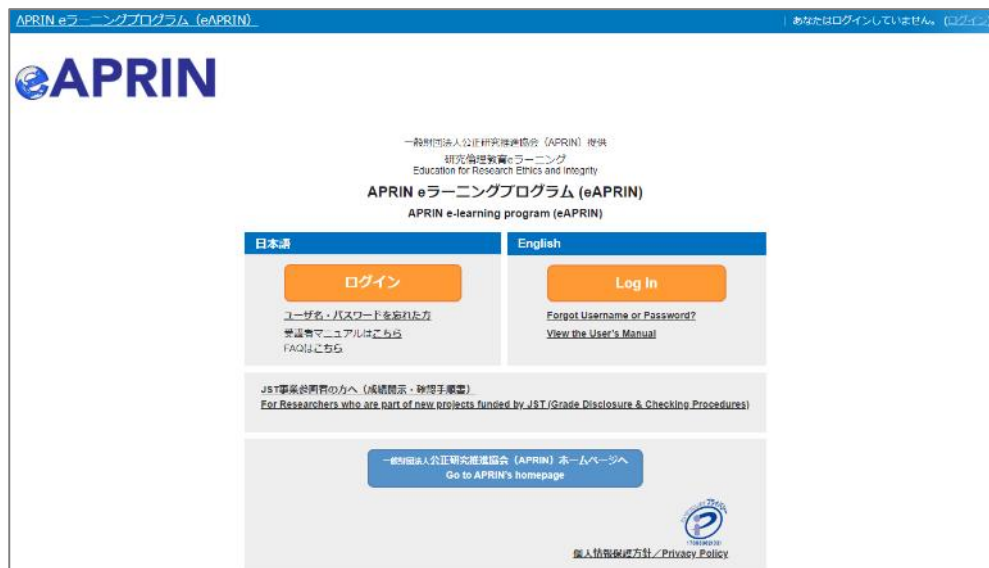 APRIN eラーニングプログラム（eAPRIN）
あなたはログインしていません。 (ログイン)
eAPRIN
一般財団法人公正研究推進協会（APRIN）提供
研究倫理教育eラーニング
Education for Research Ethics and Integrity
APRIN eラーニングプログラム (eAPRIN)
APRIN e-learning program (eAPRIN)
日本語
ログイン
ユーザ名・パスワードを忘れた方
受講者マニュアルはこちら
FAQはこちら
English
Log In
Forgot Username or Password?
View the User's Manual
JST事業参画者の方へ（成績開示・確認手順書）
For Researchers who are part of new projects funded by JST (Grade Disclosure & Checking Procedures)
一般財団法人公正研究推進協会（APRIN）ホームページへ
Go to APRIN's homepage
個人情報保護方針／Privacy Policy